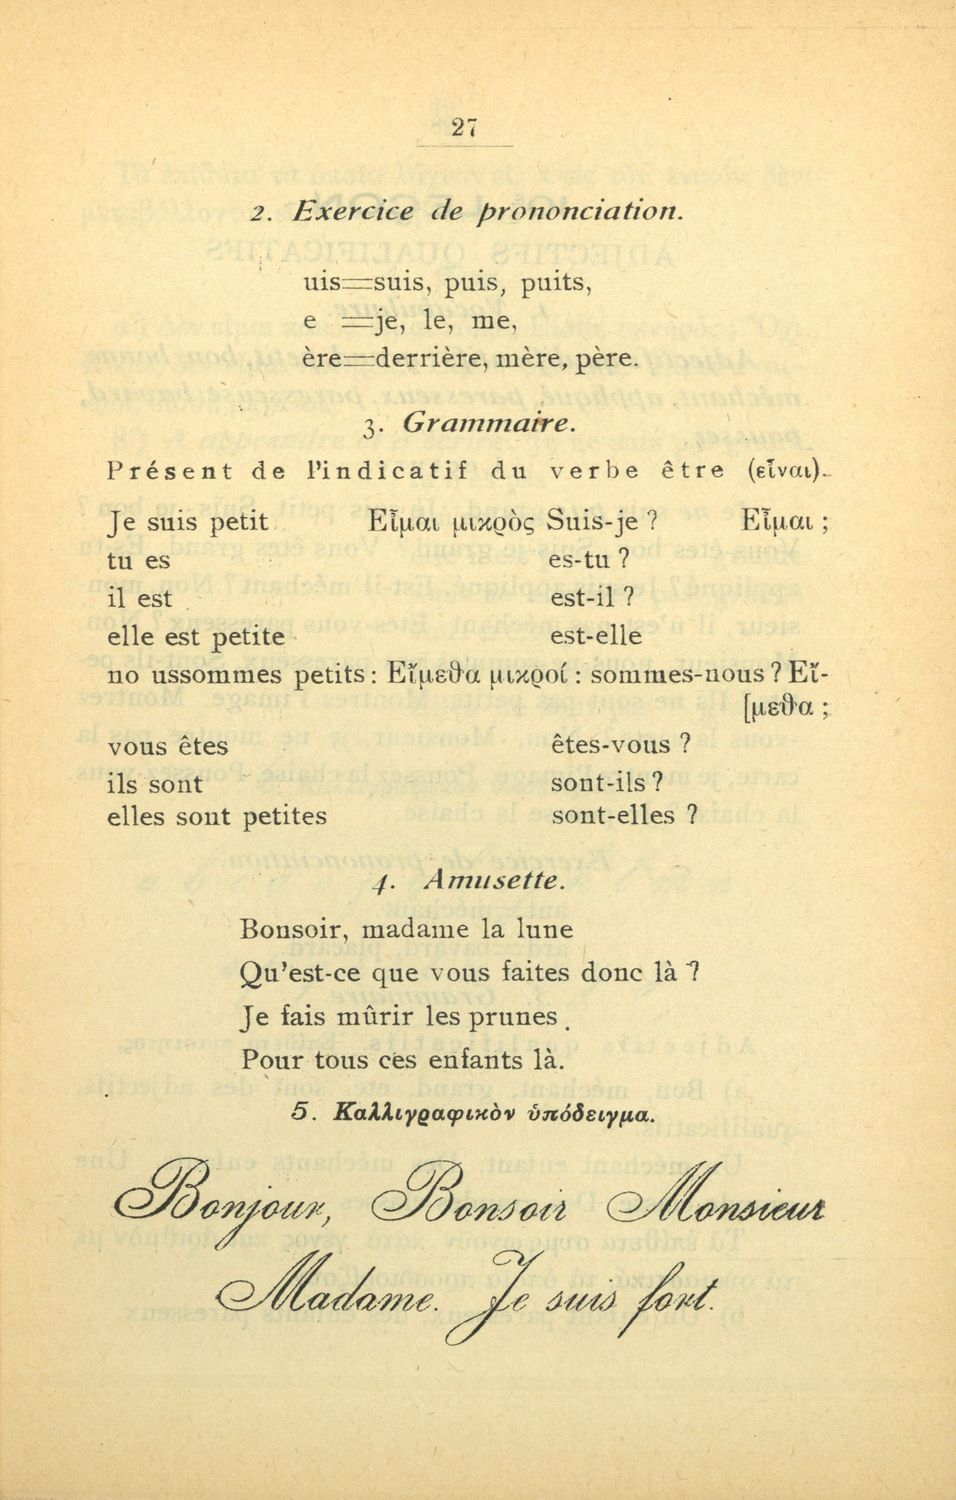 27
2. Exercice de prononciation.
uis=suis, puis, puits,
e =je, le, me,
ère=derrière, mère, père.
3. Grammaire.
Présent de l'indicatif du verbe être (εἶναι).
Je suis petit Εἶμαι μικρὸς Suis-je ? Εἶμαι ;
tu es es-tu ?
il est est-il ?
elle est petite est-elle
no ussommes petits : Εἴμεθα μικροί : sommes-nous ? Εἴ-
[μεθα ;
vous êtes êtes-vous ?
ils sont sont-ils ?
elles sont petites sont-elles ?
4. Amusette.
Bonsoir, madame la lune
Qu'est-ce que vous faites donc là ?
Je fais mûrir les prunes .
Pour tous ces enfants là.
5. Καλλιγραφικὸν ὑπόδειγμα.
Bonjour, Bonsoir Monsieur
Madame. Je suis fort.